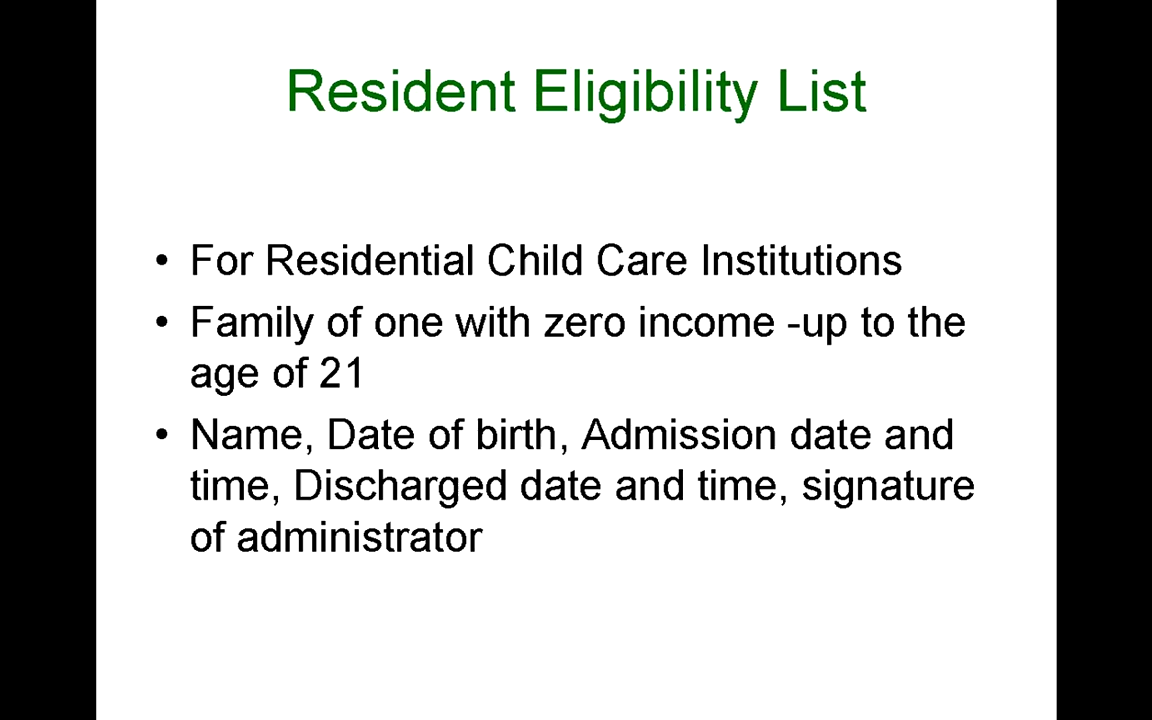 Resident Eligibility List
• For Residential Child Care Institutions
• Family of one with zero income -up to the
age of 21
• Name, Date of birth, Admission date and
time, Discharged date and time, signature
of administrator